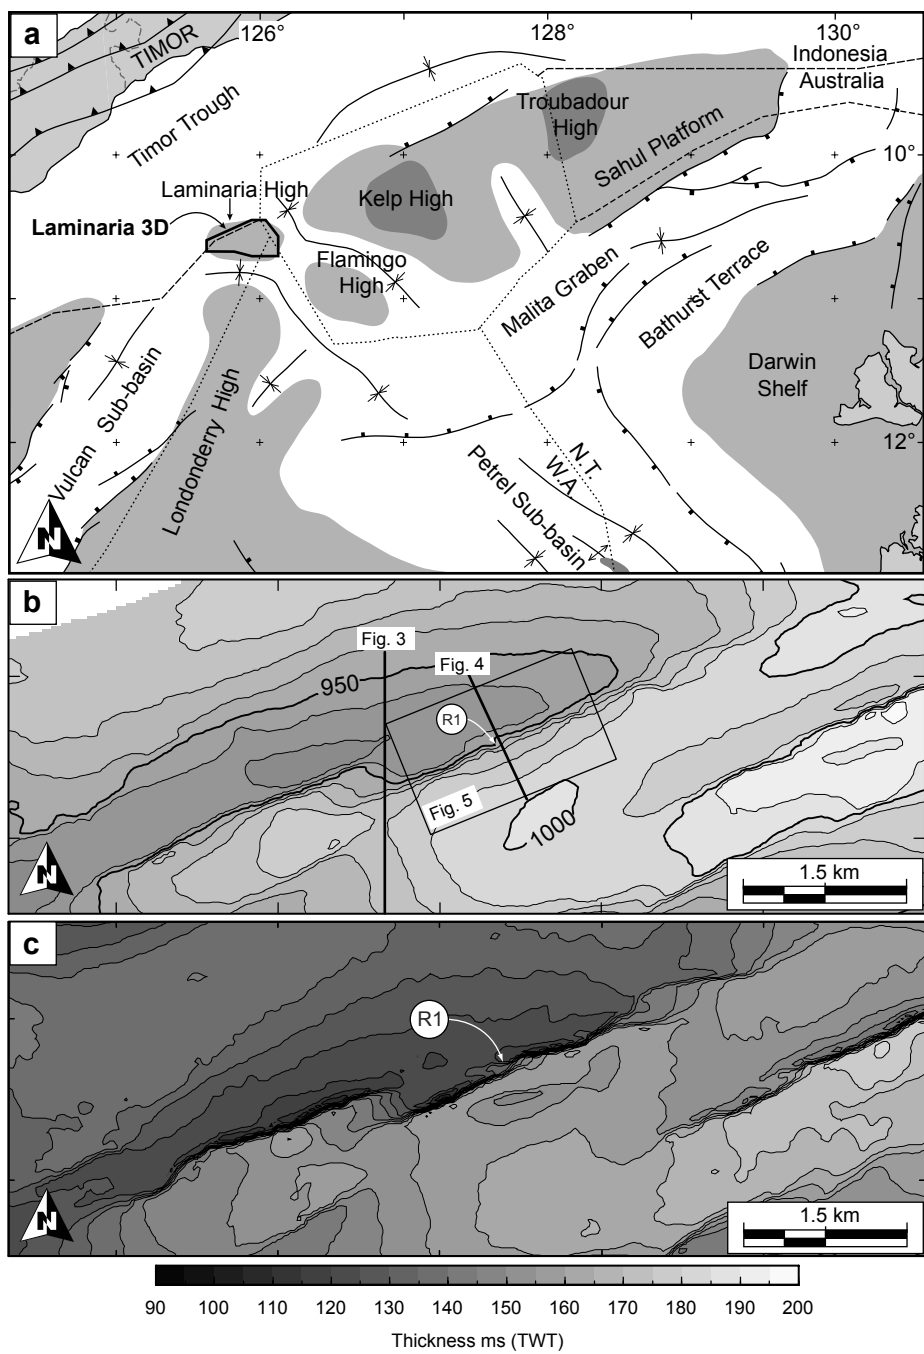 a
126°
128°
130°
TIMOR
Indonesia
Australia
Timor Trough
Troubadour
High
Sahul Platform
10°
Laminaria High
Kelp High
Laminaria 3D
Flamingo
High
Malita Graben
Bathurst Terrace
Darwin
Shelf
Vulcan Sub-basin
Londonderry High
12°
N.T.
W.A
Petrel Sub-basin
N
b
Fig. 3
Fig. 4
950
R1
Fig. 5
1000
N
1.5 km
c
R1
N
1.5 km
90 100 110 120 130 140 150 160 170 180 190 200
Thickness ms (TWT)